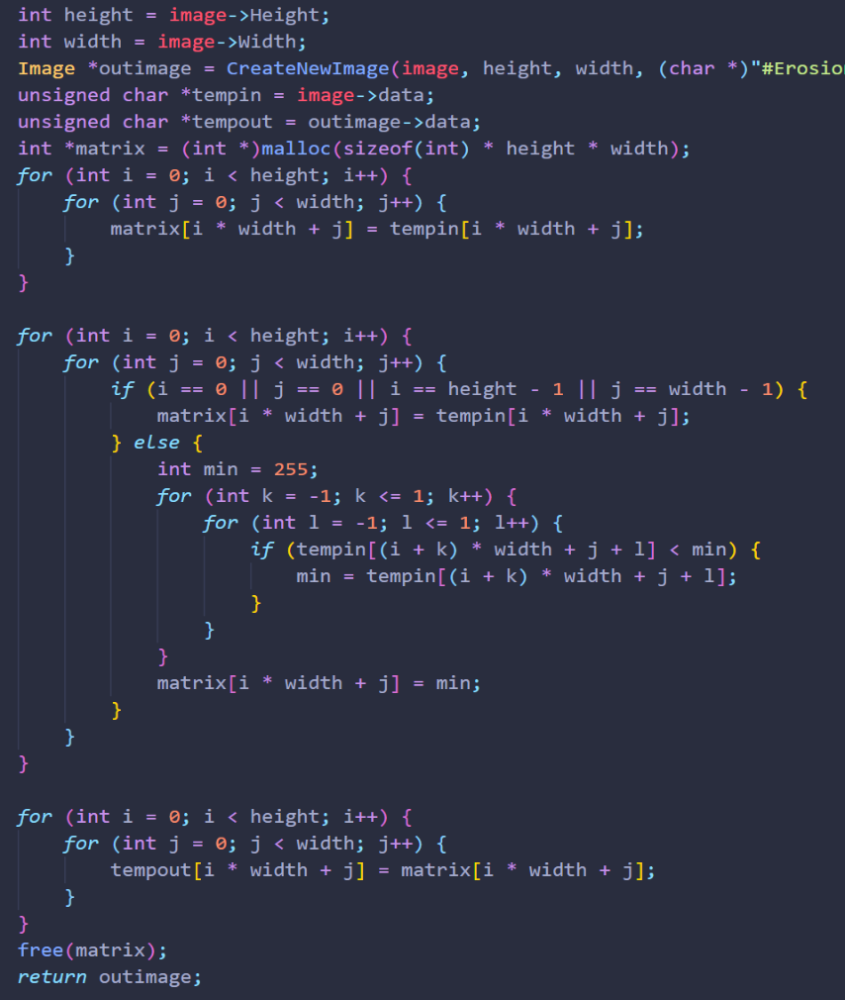 int height = image->Height;
int width = image->Width;
Image *outimage = CreateNewImage(image, height, width, (char *)"#Erosion
unsigned char *tempin = image->data;
unsigned char *tempout = outimage->data;
int *matrix = (int *)malloc(sizeof(int) * height * width);
for (int i = 0; i < height; i++) {
    for (int j = 0; j < width; j++) {
        matrix[i * width + j] = tempin[i * width + j];
    }
}

for (int i = 0; i < height; i++) {
    for (int j = 0; j < width; j++) {
        if (i == 0 || j == 0 || i == height - 1 || j == width - 1) {
            matrix[i * width + j] = tempin[i * width + j];
        } else {
            int min = 255;
            for (int k = -1; k <= 1; k++) {
                for (int l = -1; l <= 1; l++) {
                    if (tempin[(i + k) * width + j + l] < min) {
                        min = tempin[(i + k) * width + j + l];
                    }
                }
            }
            matrix[i * width + j] = min;
        }
    }
}

for (int i = 0; i < height; i++) {
    for (int j = 0; j < width; j++) {
        tempout[i * width + j] = matrix[i * width + j];
    }
}
free(matrix);
return outimage;